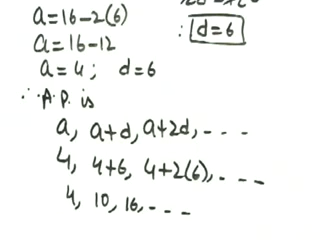 a=16-2(6)
∴ d=6
a=16-12
a=4; d=6
∴ A.P. is
a, a+d, a+2d, - - -
4, 4+6, 4+2(6), - - -
4, 10, 16, - - -